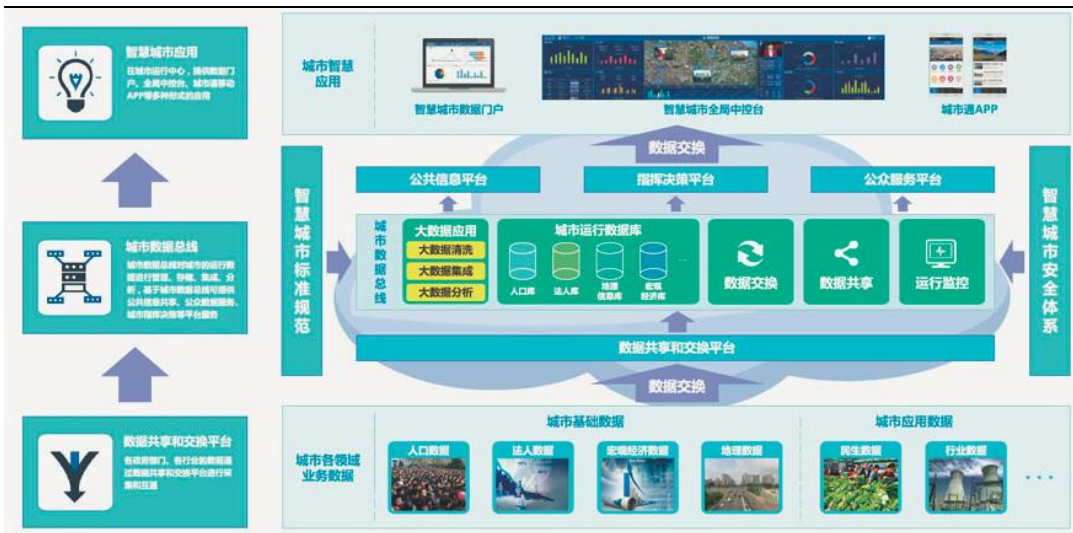 智慧城市应用
在城市运行中心，提供数据门
户、全局中控台、城市通移动
APP等多种形式的应用
城市数据总线
城市数据总线对城市的运行数
据进行管理、存储、集成、分
析，基于城市数据总线可提供
公共信息共享、公众数据服务、
城市指挥决策等平台服务
数据共享和交换平台
各政府部门、各行业的数据通
过数据共享和交换平台进行采
集和互通
城市智慧
应用
智慧城市数据门户
智慧城市全局中控台
城市通APP
数据交换
公共信息平台
指挥决策平台
公众服务平台
智慧城市标准规范
城市数据总线
大数据应用
大数据清洗
大数据集成
大数据分析
城市运行数据库
人口库
法人库
地理
信息库
宏观
经济库
...
数据交换
数据共享
运行监控
智慧城市安全体系
数据共享和交换平台
数据交换
城市各领域
业务数据
城市基础数据
人口数据
法人数据
宏观经济数据
地理数据
城市应用数据
民生数据
行业数据
...